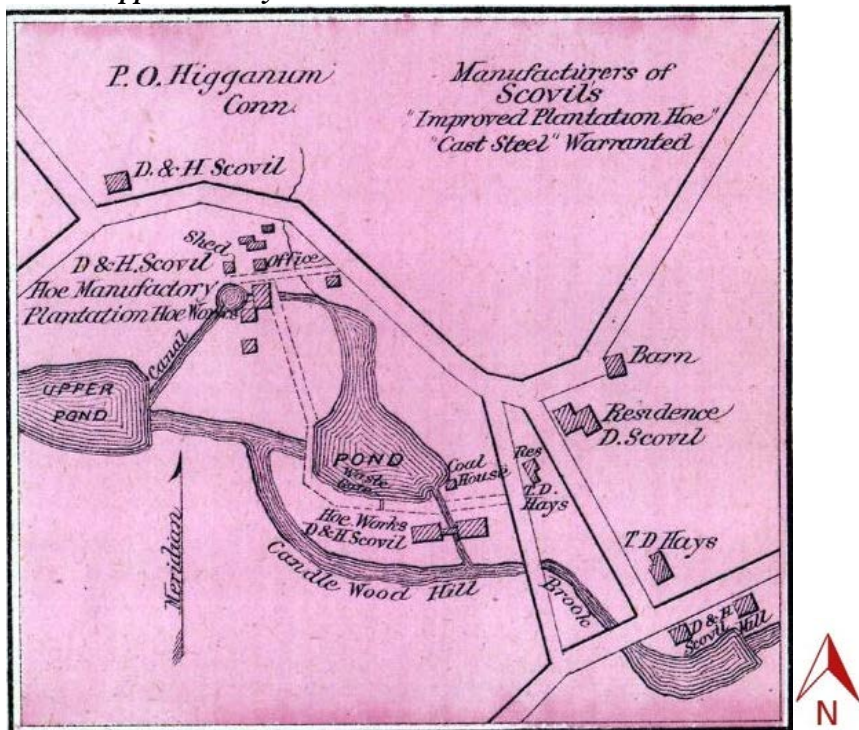 P. O. Higganum
Conn.
Manufacturers of
Scovils
"Improved Plantation Hoe"
"Cast Steel" Warranted
D. & H. Scovil
Shed
Office
D & H. Scovil
Hoe Manufactory
Plantation Hoe Works
Canal
UPPER
POND
Barn
Residence
D. Scovil
POND
Waste
Gate
Coal
House
Res
T. D.
Hays
Hoe Works
D & H. Scovil
Meridian
Candle Wood Hill Brook
T D Hays
D & H
Scovil Mill
N